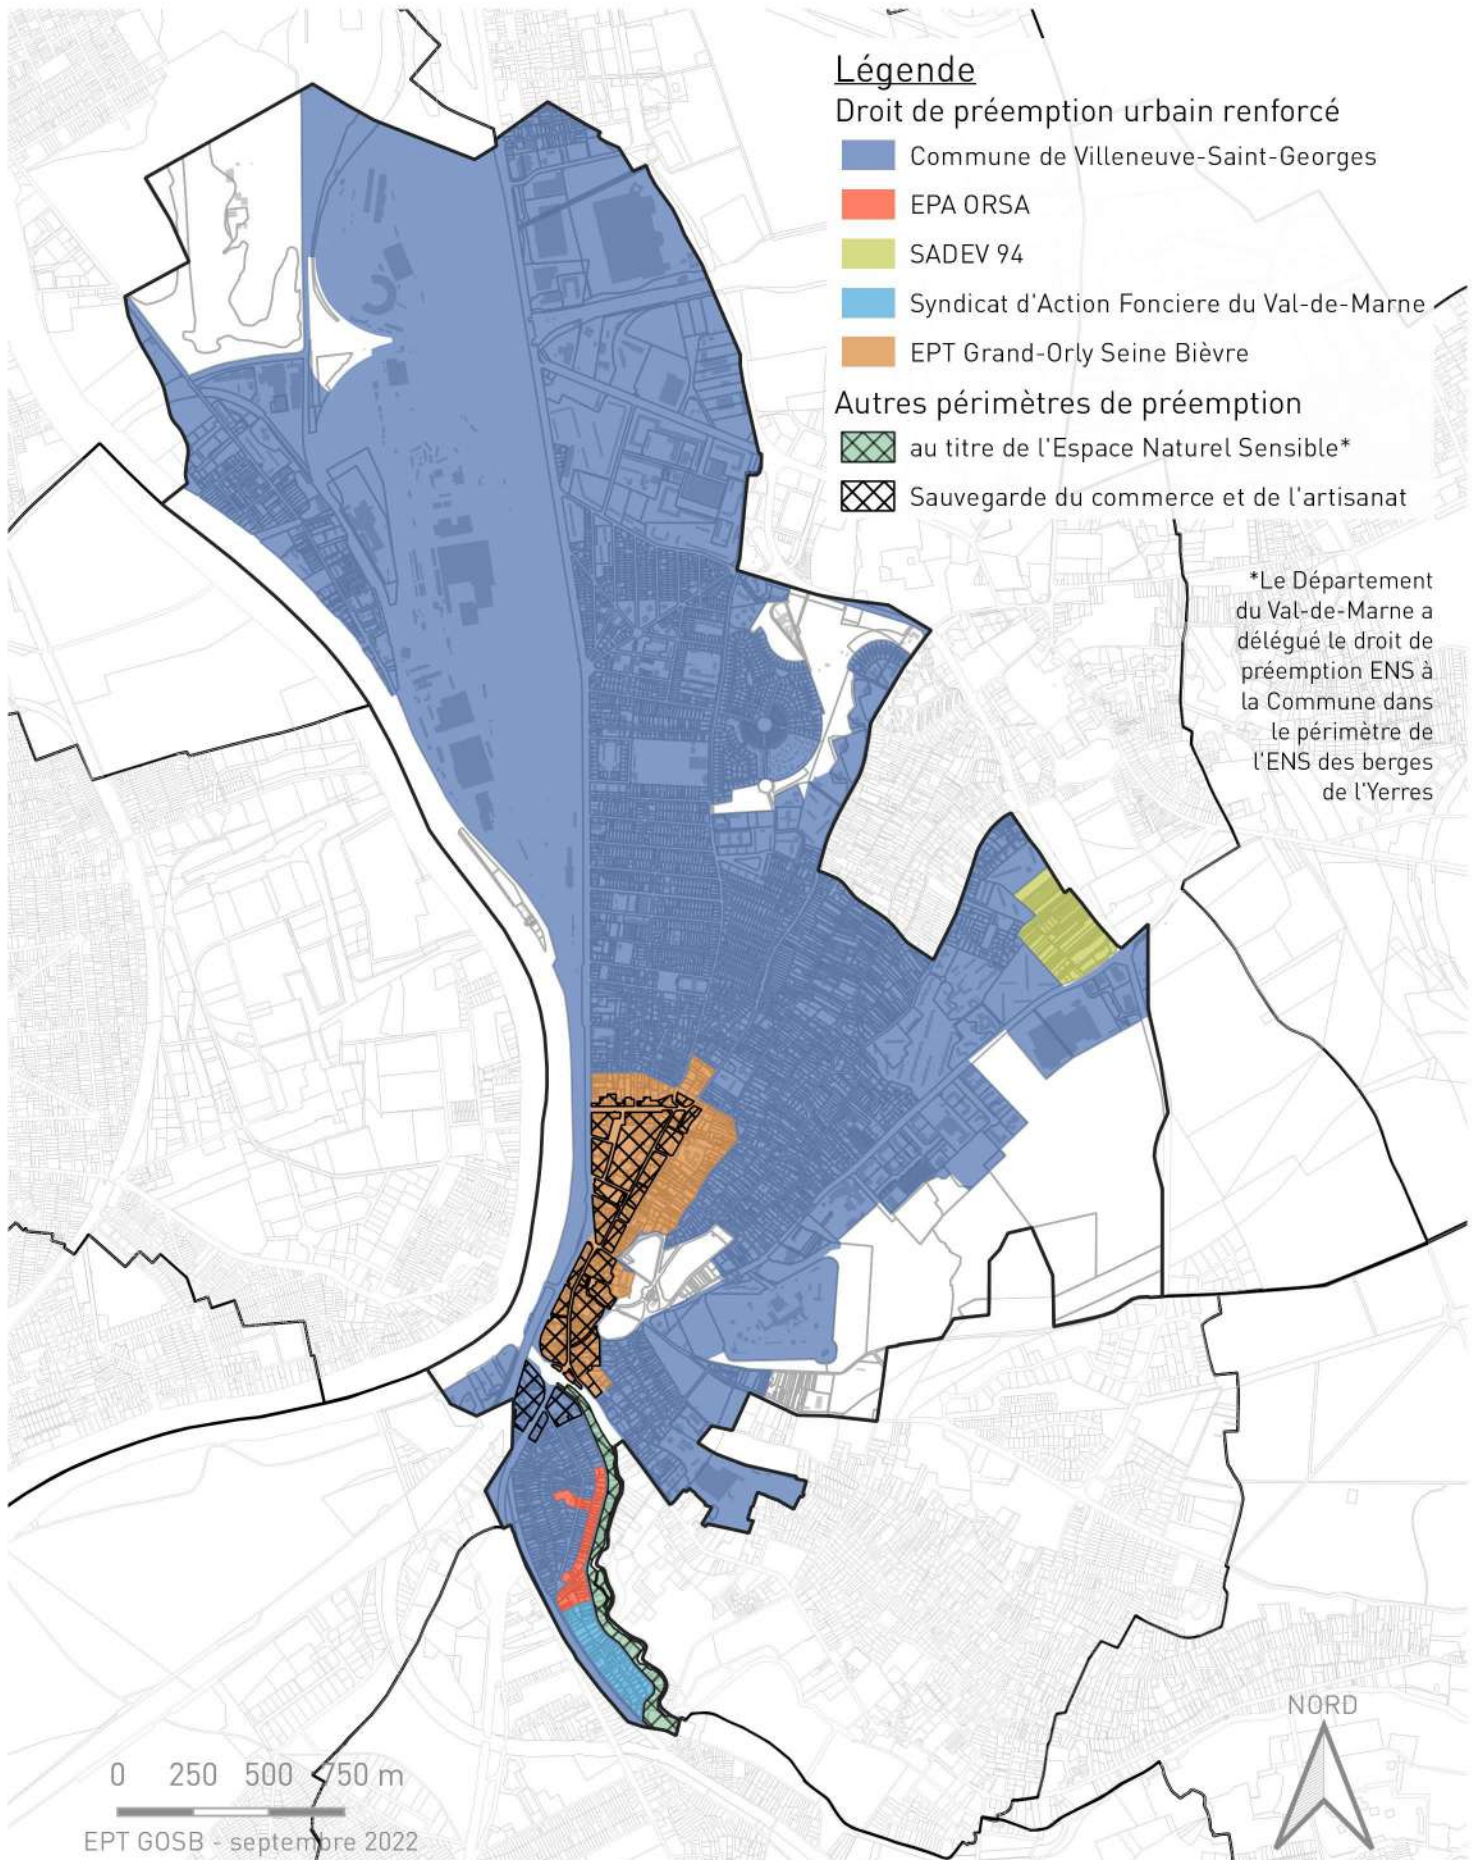 Légende
Droit de préemption urbain renforcé
Commune de Villeneuve-Saint-Georges
EPA ORSA
SADEV 94
Syndicat d'Action Fonciere du Val-de-Marne
EPT Grand-Orly Seine Bièvre
Autres périmètres de préemption
au titre de l'Espace Naturel Sensible*
Sauvegarde du commerce et de l'artisanat
*Le Département
du Val-de-Marne a
délégué le droit de
préemption ENS à
la Commune dans
le périmètre de
l'ENS des berges
de l'Yerres
NORD
0 250 500 750 m
EPT GOSB - septembre 2022